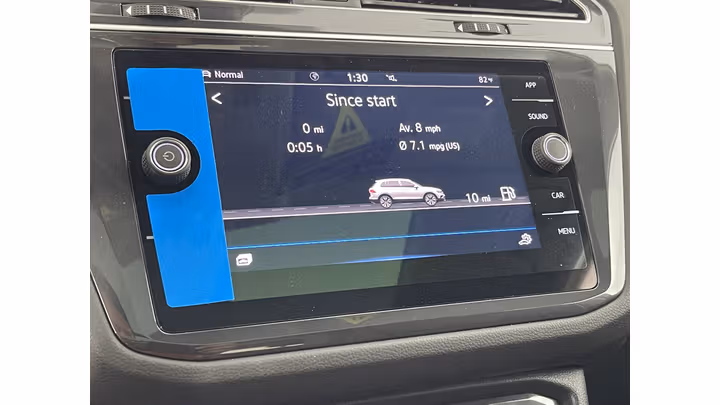 Normal 1:30 82°F
APP
< Since start >
SOUND
0 mi Av. 8 mph
0:05 h Ø 7.1 mpg (US)
10 mi
CAR
MENU